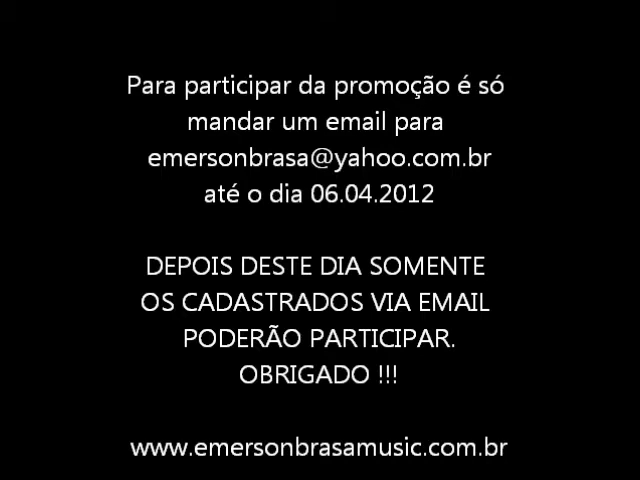 Para participar da promoção é só
mandar um email para
emersonbrasa@yahoo.com.br
até o dia 06.04.2012
DEPOIS DESTE DIA SOMENTE
OS CADASTRADOS VIA EMAIL
PODERÃO PARTICIPAR.
OBRIGADO !!!
www.emersonbrasamusic.com.br